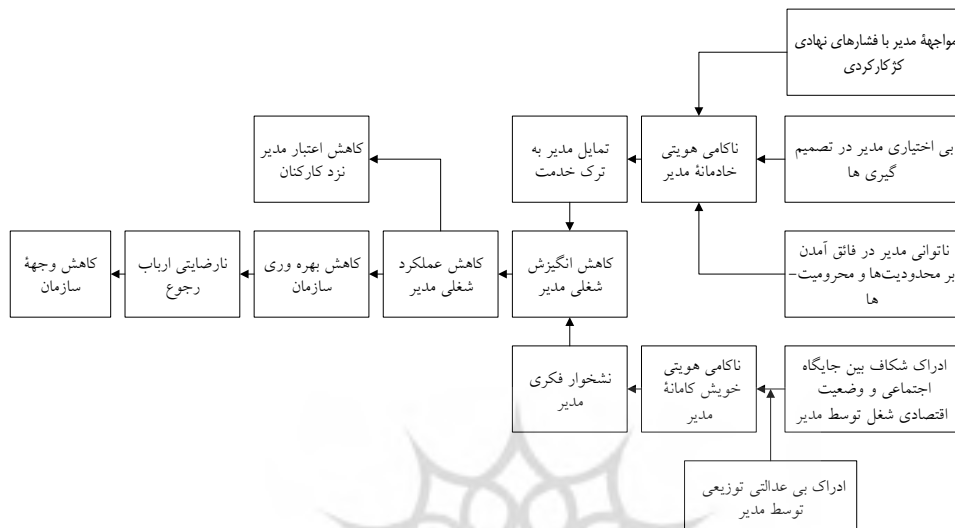 مواجهۀ مدیر با فشارهای نهادی
کژکارکردی
بی اختیاری مدیر در تصمیم
گیری ها
ناکامی هویتی
خادمانۀ مدیر
تمایل مدیر به
ترک خدمت
کاهش اعتبار مدیر
نزد کارکنان
ناتوانی مدیر در فائق آمدن
بر محدودیت‌ها و محرومیت-
ها
کاهش انگیزش
شغلی مدیر
کاهش عملکرد
شغلی مدیر
کاهش بهره وری
سازمان
نارضایتی ارباب
رجوع
کاهش وجهۀ
سازمان
ادراک شکاف بین جایگاه
اجتماعی و وضعیت
اقتصادی شغل توسط مدیر
ناکامی هویتی
خویش کامانۀ
مدیر
نشخوار فکری
مدیر
ادراک بی عدالتی توزیعی
توسط مدیر